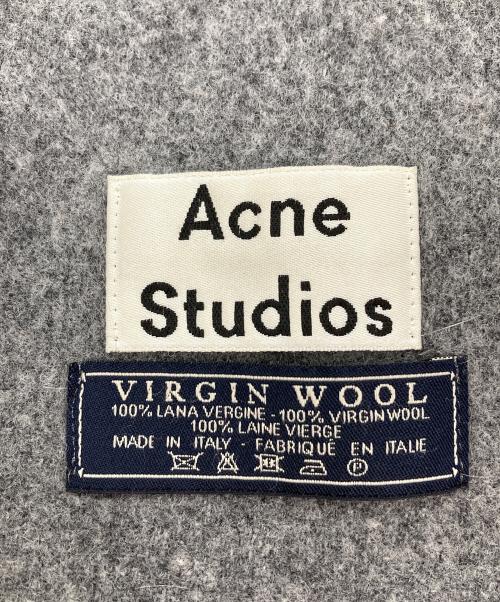 Acne
Studios
VIRGIN WOOL
100% LANA VERGINE - 100% VIRGIN WOOL
100% LAINE VIERGE
MADE IN ITALY - FABRIQUÉ EN ITALIE
P